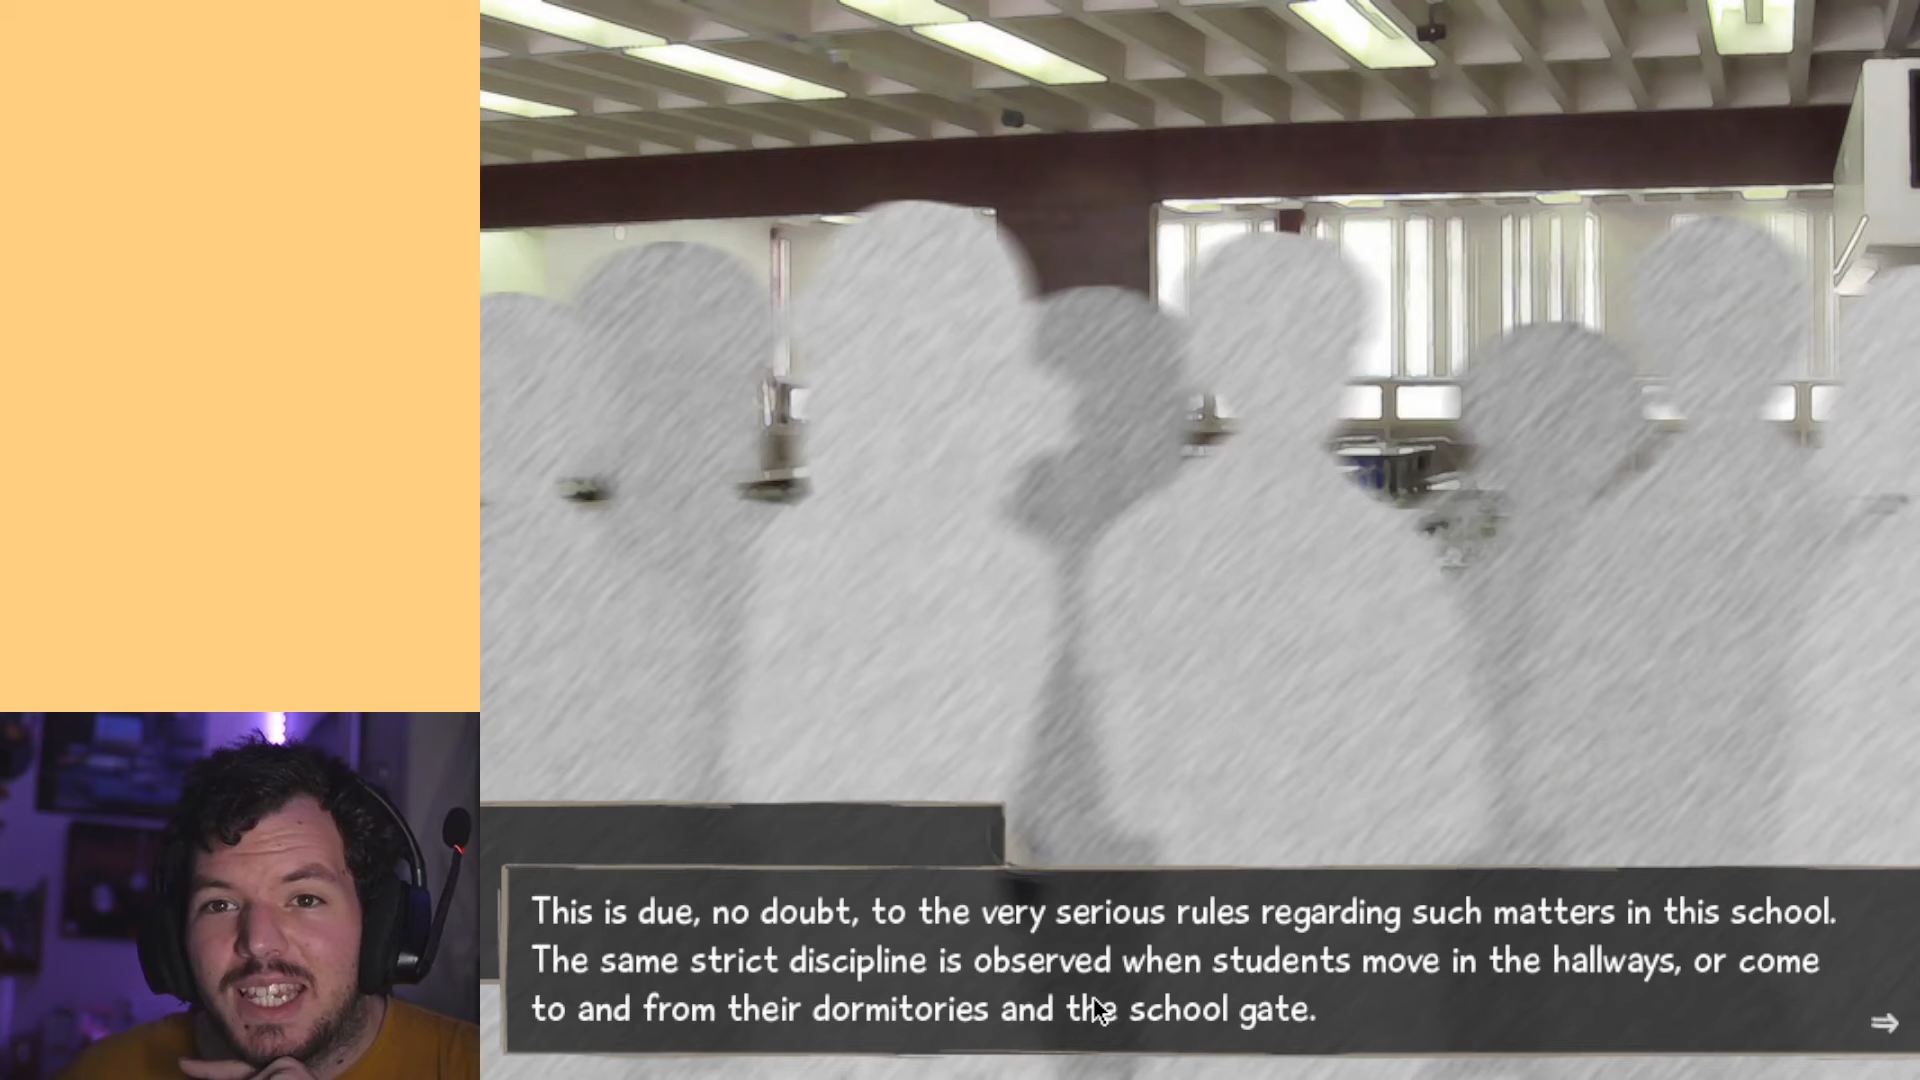 This is due, no doubt, to the very serious rules regarding such matters in this school.
The same strict discipline is observed when students move in the hallways, or come
to and from their dormitories and the school gate.